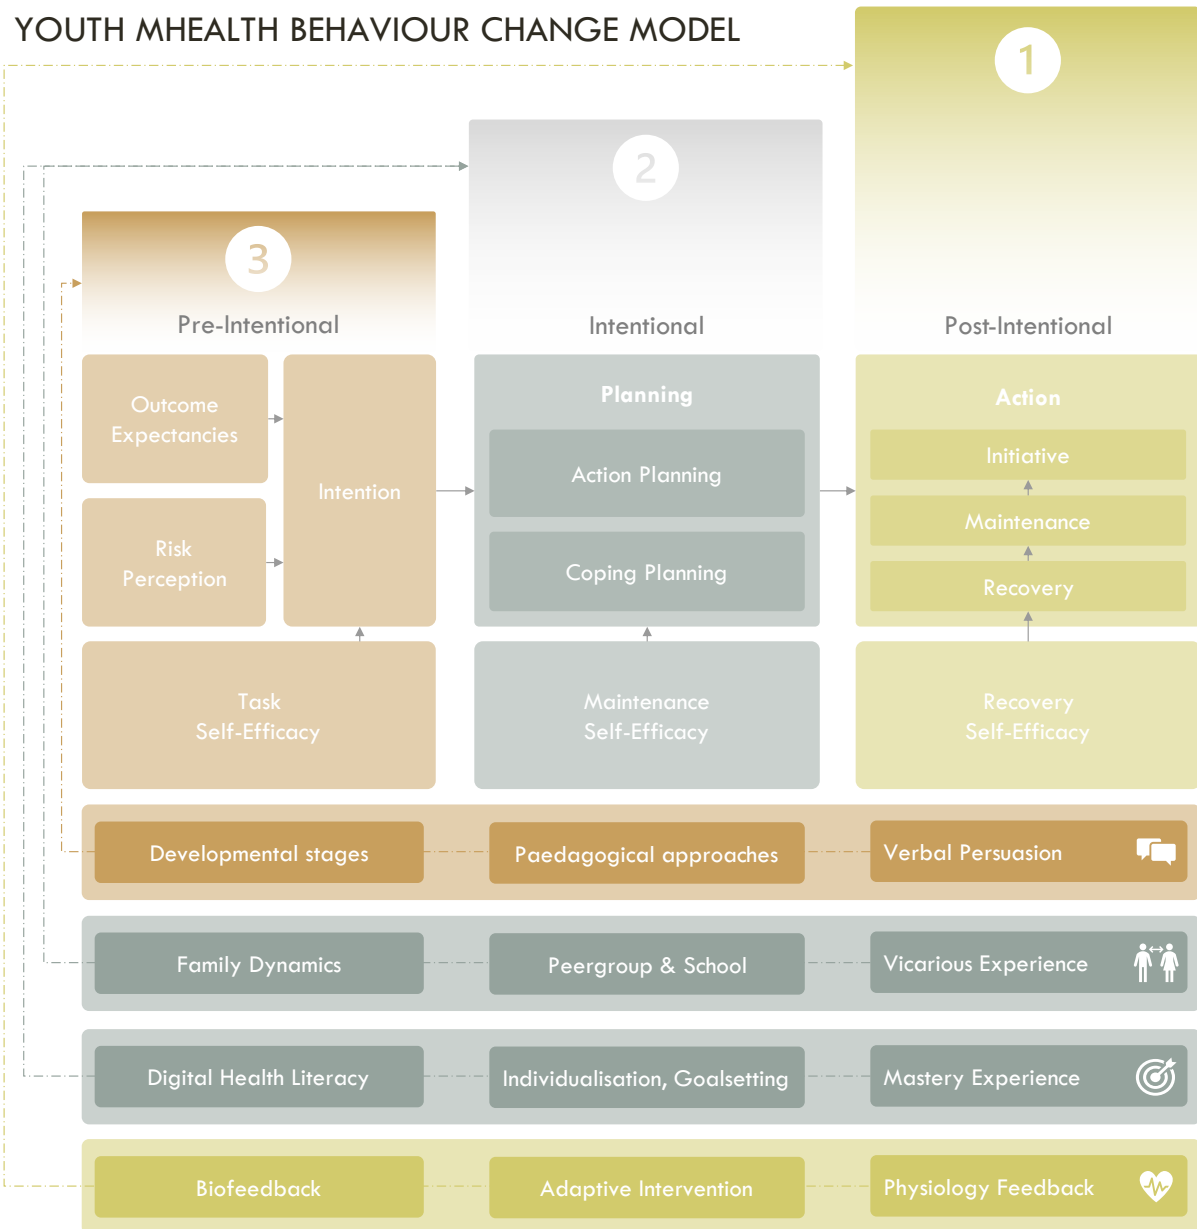 YOUTH MHEALTH BEHAVIOUR CHANGE MODEL
1
2
3
Pre-Intentional
Intentional
Post-Intentional
Outcome
Expectancies
Risk
Perception
Intention
Planning
Action Planning
Coping Planning
Action
Initiative
Maintenance
Recovery
Task
Self-Efficacy
Maintenance
Self-Efficacy
Recovery
Self-Efficacy
Developmental stages
Paedagogical approaches
Verbal Persuasion
Family Dynamics
Peergroup & School
Vicarious Experience
Digital Health Literacy
Individualisation, Goalsetting
Mastery Experience
Biofeedback
Adaptive Intervention
Physiology Feedback